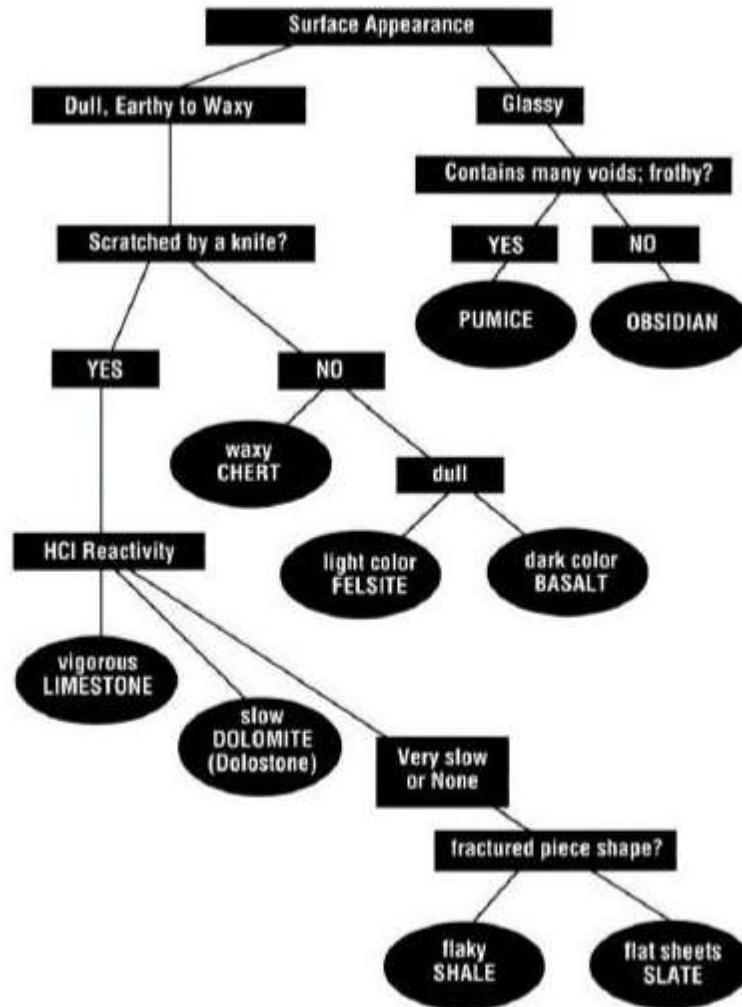 Surface Appearance
Dull, Earthy to Waxy
Glassy
Contains many voids; frothy?
Scratched by a knife?
YES
NO
PUMICE
OBSIDIAN
YES
NO
waxy
CHERT
dull
HCl Reactivity
light color
FELSITE
dark color
BASALT
vigorous
LIMESTONE
slow
DOLOMITE
(Dolostone)
Very slow
or None
fractured piece shape?
flaky
SHALE
flat sheets
SLATE